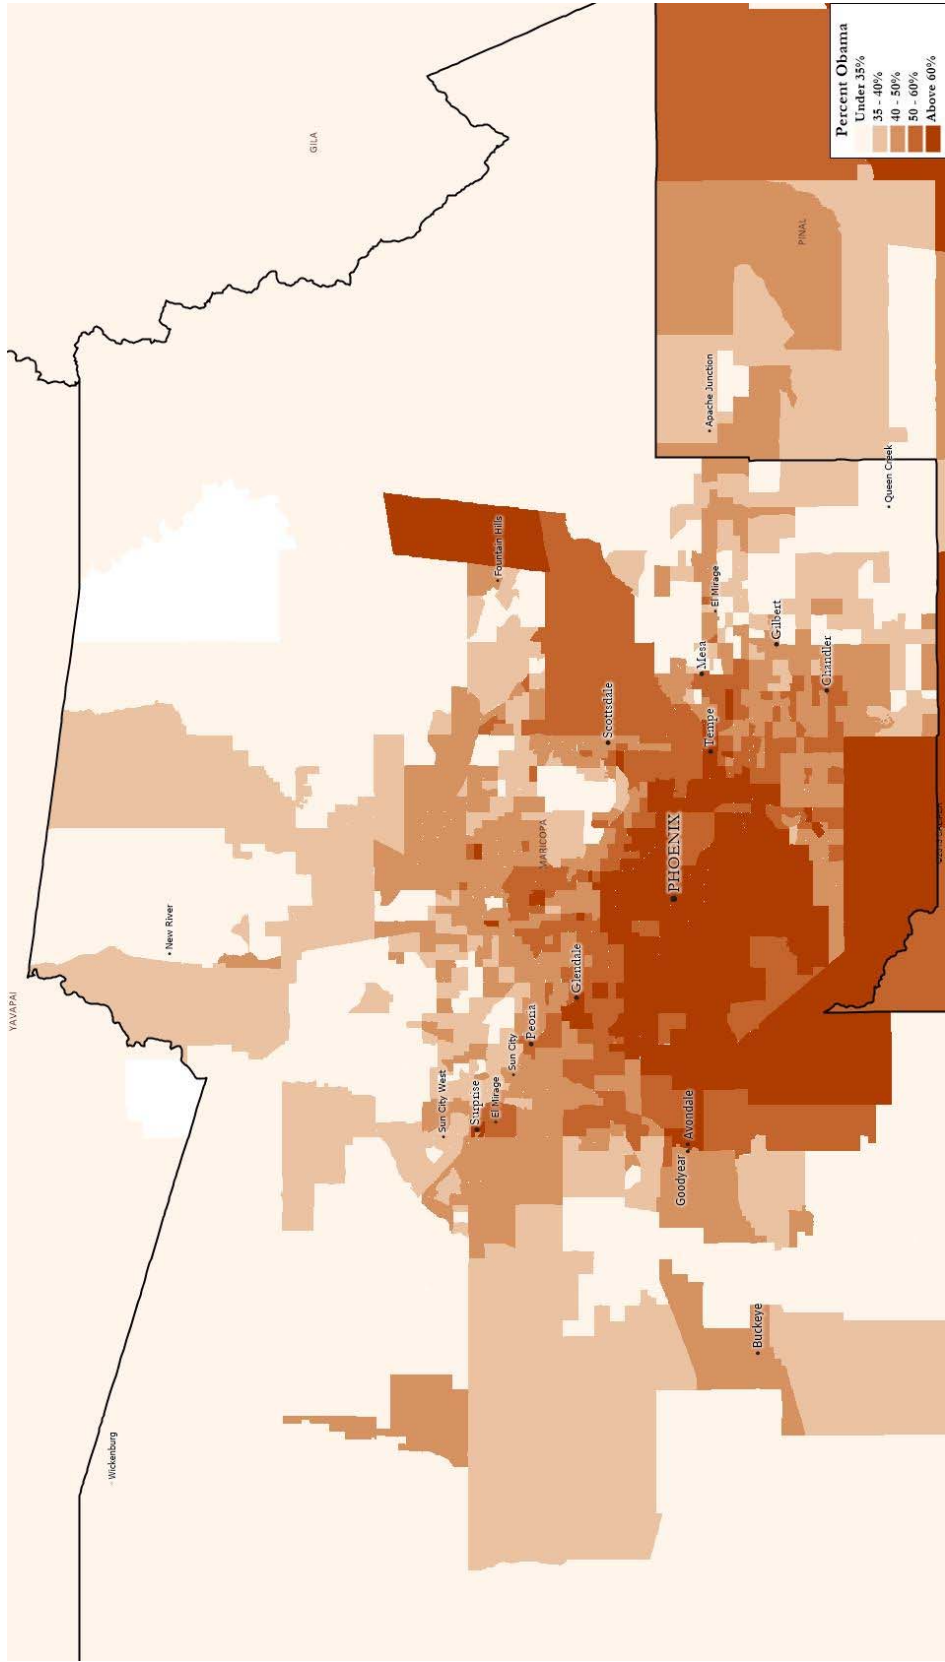 YAVAPAI
GILA
Wickenburg
New River
Sun City West
Surprise
El Mirage
Sun City
Peoria
Glendale
MARICOPA
Fountain Hills
Scottsdale
PHOENIX
Goodyear
Avondale
Buckeye
Tempe
Mesa
El Mirage
Gilbert
Chandler
Apache Junction
Queen Creek
PINAL
Percent Obama
Under 35%
35 - 40%
40 - 50%
50 - 60%
Above 60%